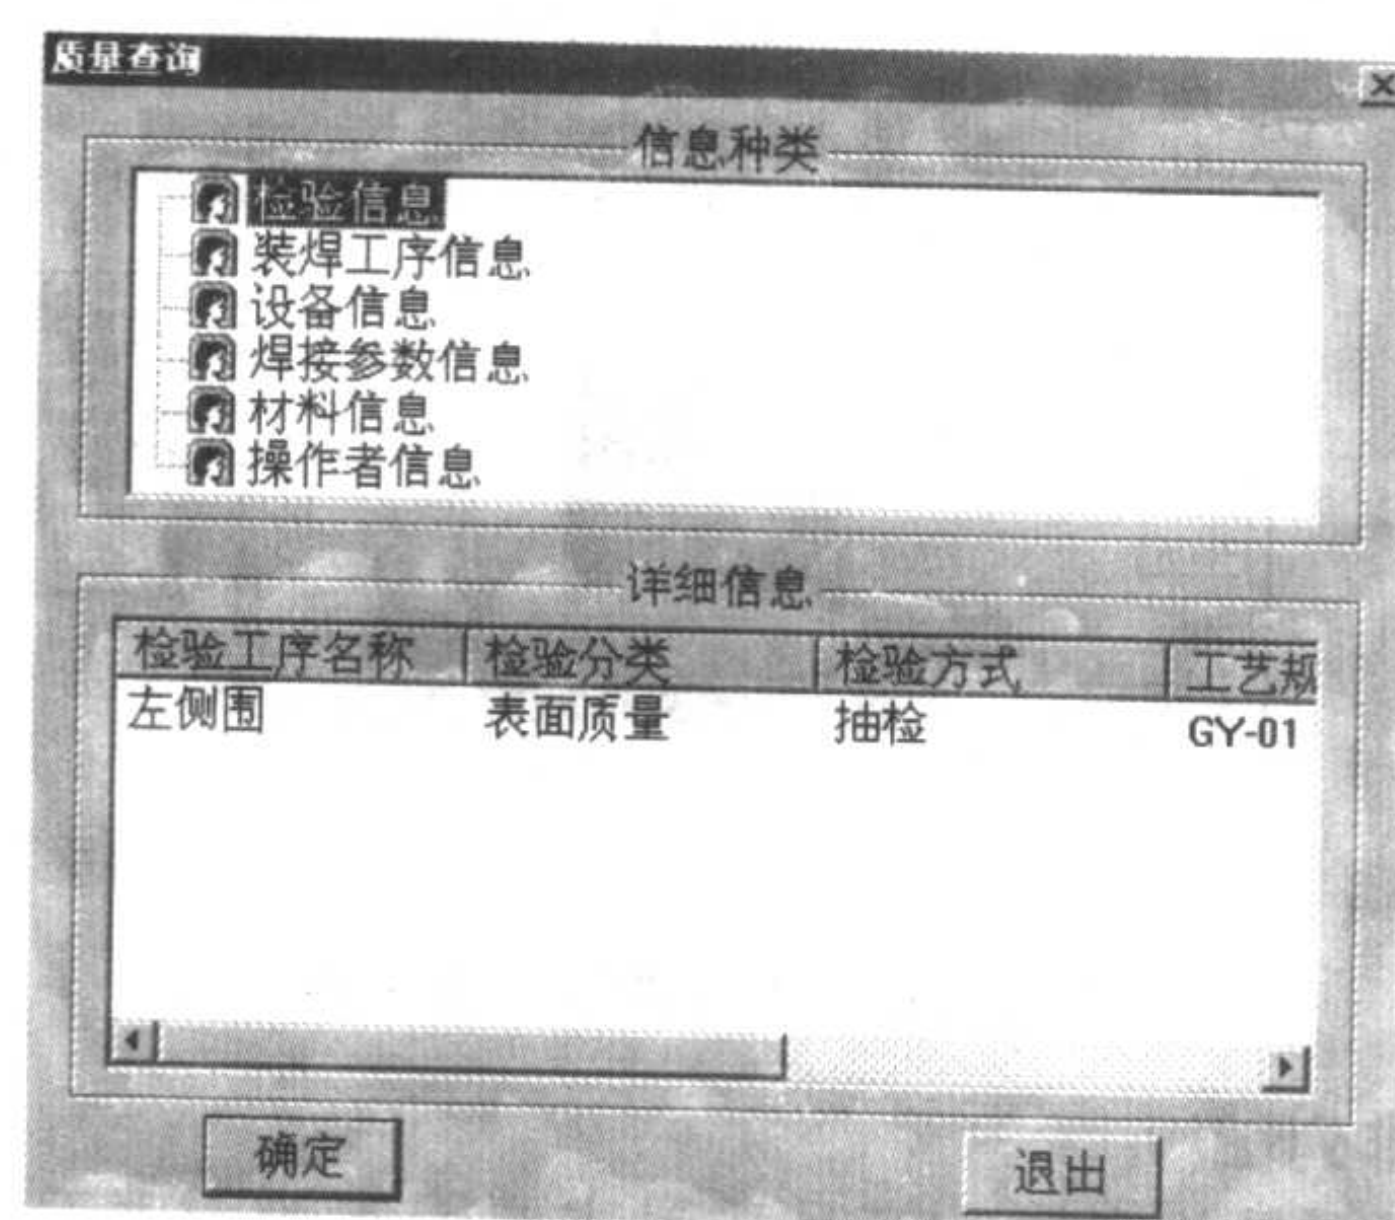 质量查询
信息种类
检验信息
装焊工序信息
设备信息
焊接参数信息
材料信息
操作者信息
详细信息
检验工序名称 检验分类 检验方式 工艺规
左侧围 表面质量 抽检 GY-01
确定 退出